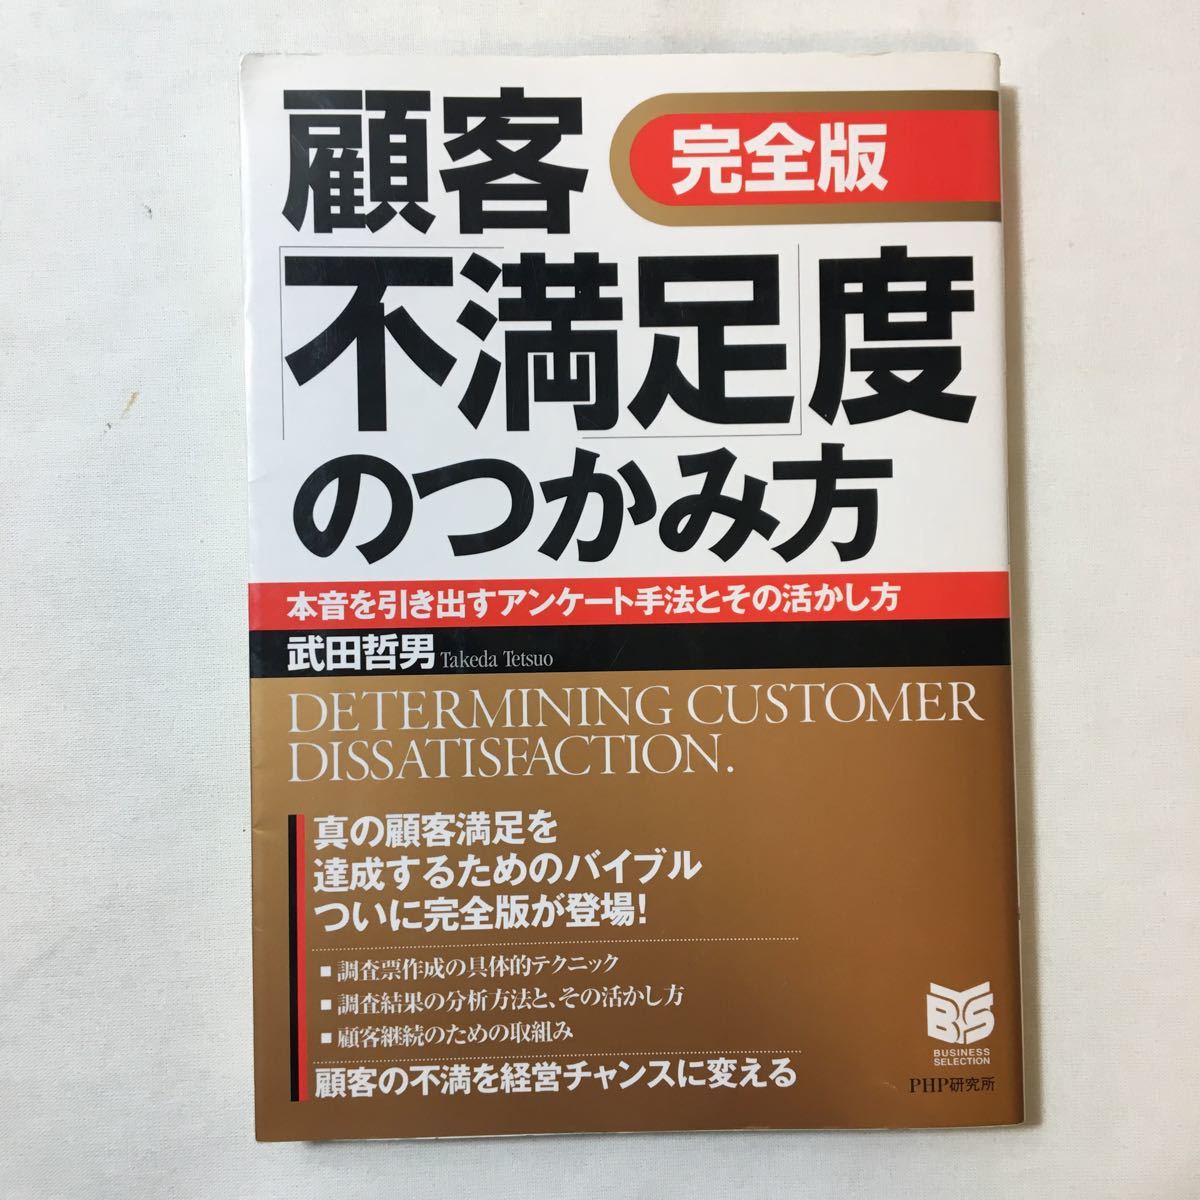 顧客
完全版
「不満足」度
のつかみ方
本音を引き出すアンケート手法とその活かし方
武田哲男 Takeda Tetsuo
DETERMINING CUSTOMER
DISSATISFACTION.
真の顧客満足を
達成するためのバイブル
ついに完全版が登場!
■調査票作成の具体的テクニック
■調査結果の分析方法と、その活かし方
■顧客継続のための取組み
顧客の不満を経営チャンスに変える
BS
BUSINESS
SELECTION
PHP研究所